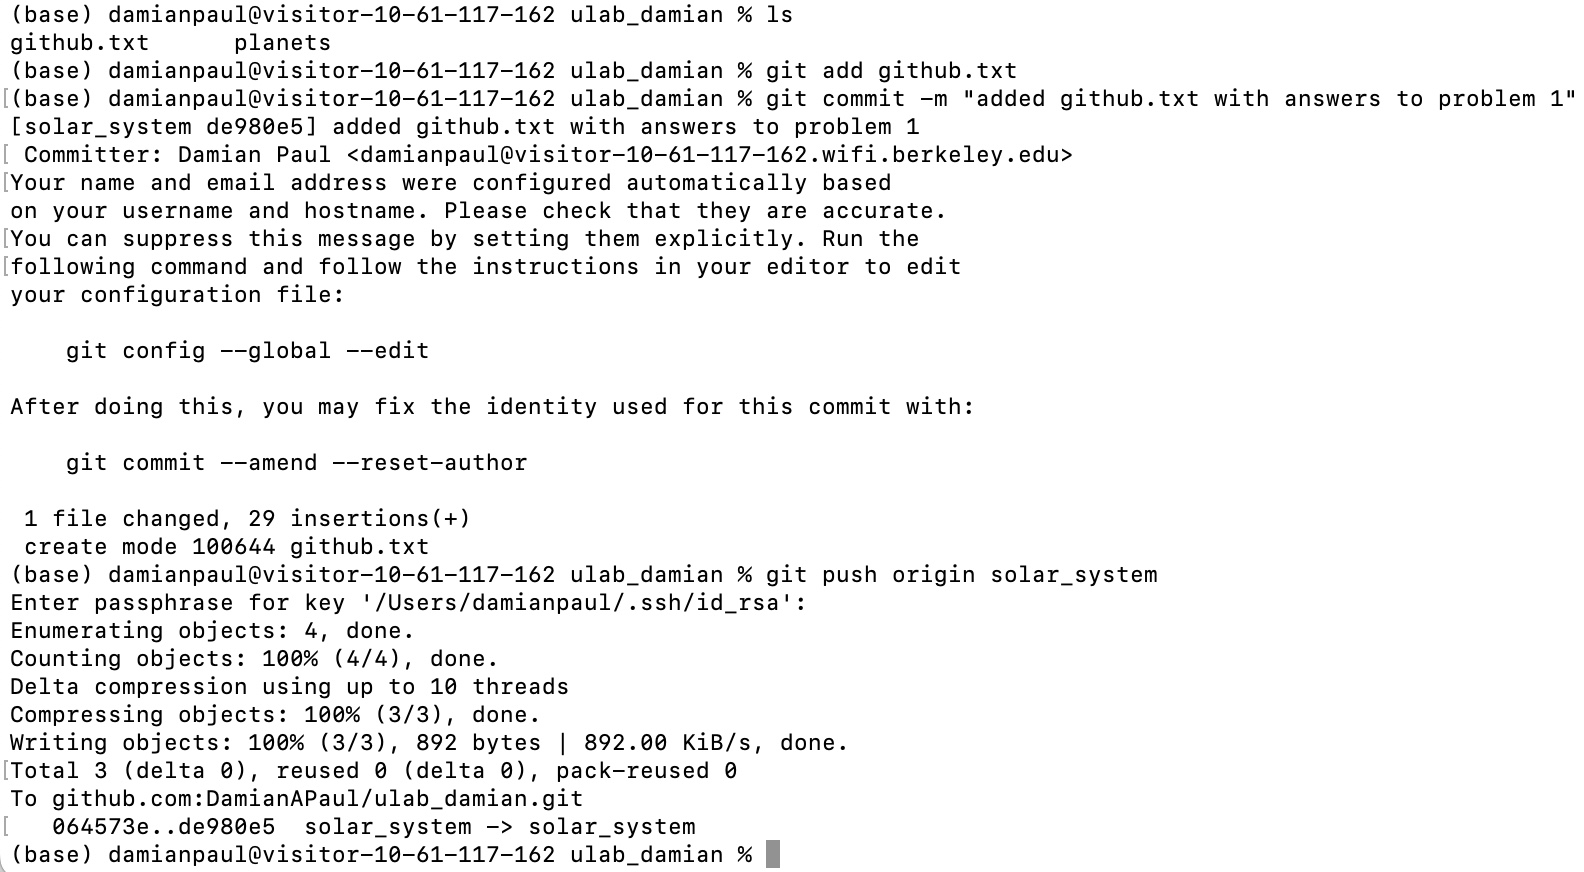 (base) damianpaul@visitor-10-61-117-162 ulab_damian % ls
github.txt      planets
(base) damianpaul@visitor-10-61-117-162 ulab_damian % git add github.txt
[(base) damianpaul@visitor-10-61-117-162 ulab_damian % git commit -m "added github.txt with answers to problem 1"
[solar_system de980e5] added github.txt with answers to problem 1
[ Committer: Damian Paul <damianpaul@visitor-10-61-117-162.wifi.berkeley.edu>
[Your name and email address were configured automatically based
on your username and hostname. Please check that they are accurate.
[You can suppress this message by setting them explicitly. Run the
[following command and follow the instructions in your editor to edit
your configuration file:
    git config --global --edit
After doing this, you may fix the identity used for this commit with:
    git commit --amend --reset-author
 1 file changed, 29 insertions(+)
 create mode 100644 github.txt
(base) damianpaul@visitor-10-61-117-162 ulab_damian % git push origin solar_system
Enter passphrase for key '/Users/damianpaul/.ssh/id_rsa':
Enumerating objects: 4, done.
Counting objects: 100% (4/4), done.
Delta compression using up to 10 threads
Compressing objects: 100% (3/3), done.
Writing objects: 100% (3/3), 892 bytes | 892.00 KiB/s, done.
[Total 3 (delta 0), reused 0 (delta 0), pack-reused 0
To github.com:DamianAPaul/ulab_damian.git
[   064573e..de980e5  solar_system -> solar_system
(base) damianpaul@visitor-10-61-117-162 ulab_damian %